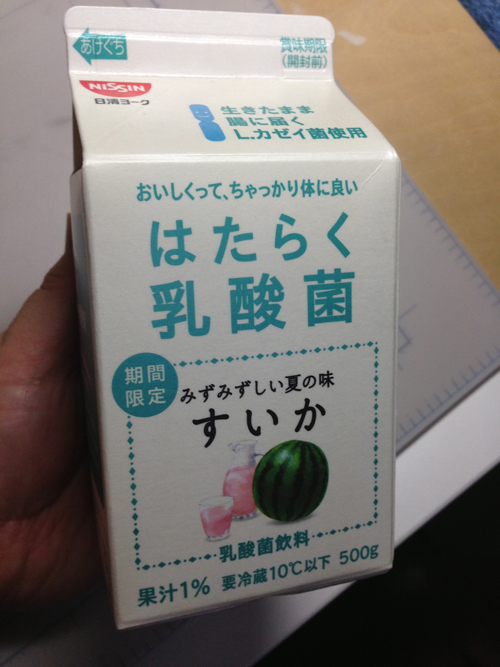 あけぐち
賞味期限
(開封前)
NISSIN
日清ヨーク
生きたまま
腸に届く
L.カゼイ菌使用
おいしくって、ちゃっかり体に良い
はたらく
乳酸菌
期間
限定
みずみずしい夏の味
すいか
乳酸菌飲料
果汁1% 要冷蔵10℃以下 500g